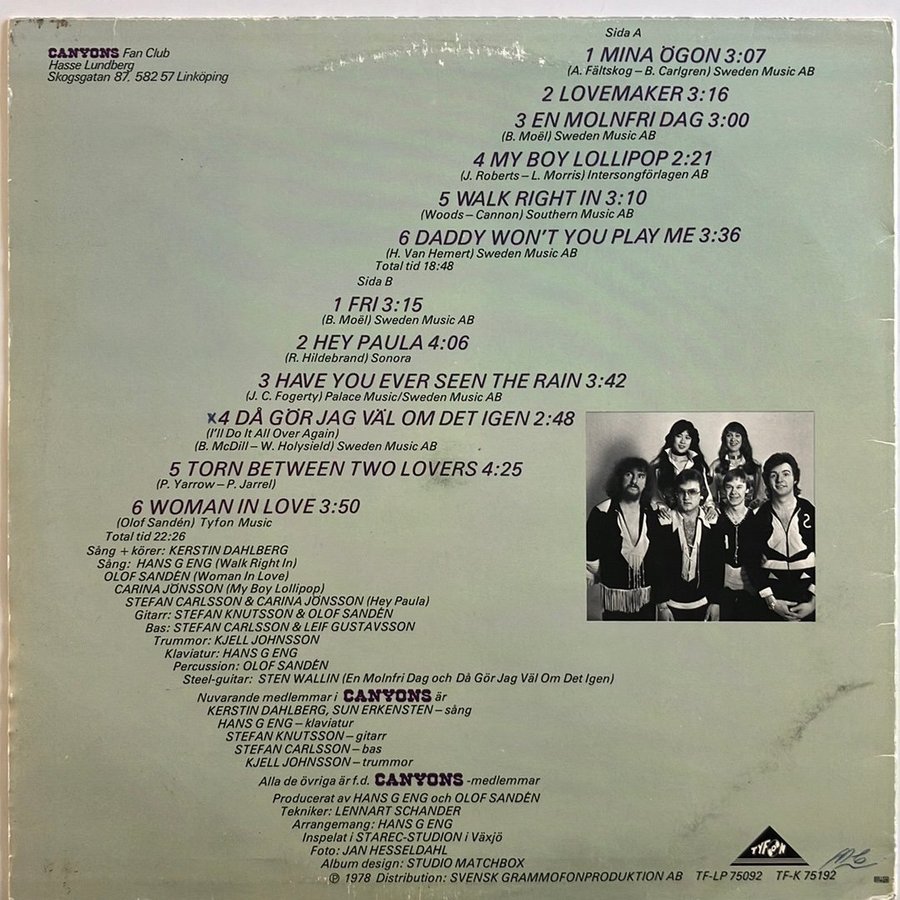 CANYONS Fan Club
Hasse Lundberg
Skogsgatan 87, 582 57 Linköping
Sida A
1 MINA ÖGON 3:07
(A. Fältskog – B. Carlgren) Sweden Music AB
2 LOVEMAKER 3:16
3 EN MOLNFRI DAG 3:00
(B. Moël) Sweden Music AB
4 MY BOY LOLLIPOP 2:21
(J. Roberts – L. Morris) Intersongförlagen AB
5 WALK RIGHT IN 3:10
(Woods – Cannon) Southern Music AB
6 DADDY WON'T YOU PLAY ME 3:36
(H. Van Hemert) Sweden Music AB
Total tid 18:48
Sida B
1 FRI 3:15
(B. Moël) Sweden Music AB
2 HEY PAULA 4:06
(R. Hildebrand) Sonora
3 HAVE YOU EVER SEEN THE RAIN 3:42
(J. C. Fogerty) Palace Music/Sweden Music AB
x4 DÅ GÖR JAG VÄL OM DET IGEN 2:48
(I'll Do It All Over Again)
(B. McDill – W. Holysield) Sweden Music AB
5 TORN BETWEEN TWO LOVERS 4:25
(P. Yarrow – P. Jarrel)
6 WOMAN IN LOVE 3:50
(Olof Sandén) Tyfon Music
Total tid 22:26
Sång + körer: KERSTIN DAHLBERG
Sång: HANS G ENG (Walk Right In)
OLOF SANDÉN (Woman In Love)
CARINA JÖNSSON (My Boy Lollipop)
STEFAN CARLSSON & CARINA JÖNSSON (Hey Paula)
Gitarr: STEFAN KNUTSSON & OLOF SANDÉN
Bas: STEFAN CARLSSON & LEIF GUSTAVSSON
Trummor: KJELL JOHNSSON
Klaviatur: HANS G ENG
Percussion: OLOF SANDÉN
Steel-guitar: STEN WALLIN (En Molnfri Dag och Då Gör Jag Väl Om Det Igen)
Nuvarande medlemmar i CANYONS är
KERSTIN DAHLBERG, SUN ERKENSTEN – sång
HANS G ENG – klaviatur
STEFAN KNUTSSON – gitarr
STEFAN CARLSSON – bas
KJELL JOHNSSON – trummor
Alla de övriga är f.d. CANYONS -medlemmar
Producerat av HANS G ENG och OLOF SANDÉN
Tekniker: LENNART SCHANDER
Arrangemang: HANS G ENG
Inspelat i STAREC-STUDION i Växjö
Foto: JAN HESSELDAHL
Album design: STUDIO MATCHBOX
℗ 1978 Distribution: SVENSK GRAMMOFONPRODUKTION AB TF-LP 75092 TF-K 75192
TYFOON